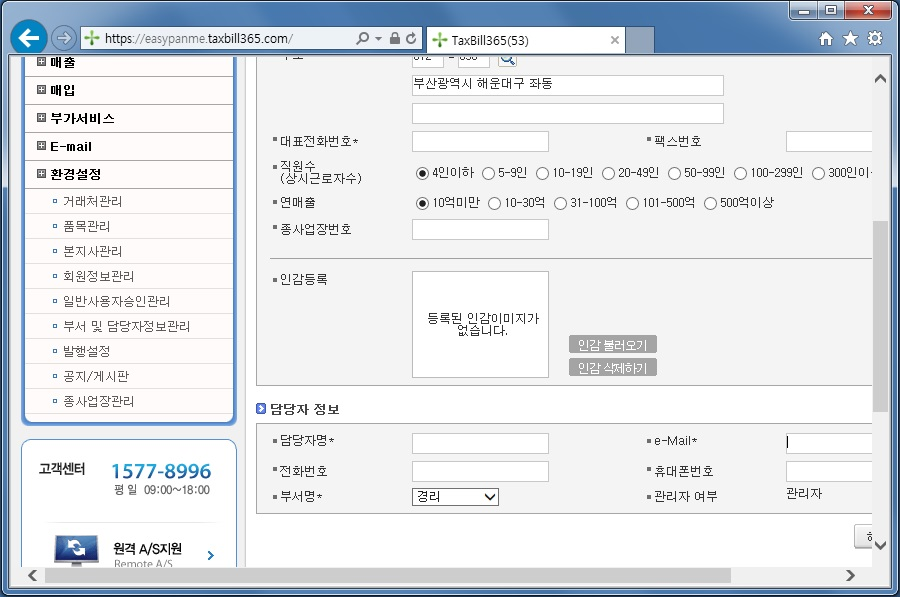 https://easypanme.taxbill365.com/
TaxBill365(53)
매출
매입
부가서비스
E-mail
환경설정
거래처관리
품목관리
본지사관리
회원정보관리
일반사용자승인관리
부서 및 담당자정보관리
발행설정
공지/게시판
종사업장관리
고객센터
1577-8996
평 일 09:00~18:00
원격 A/S지원
Remote A/S
부산광역시 해운대구 좌동
대표전화번호*
팩스번호
직원수
(상시근로자수)
4인이하 5-9인 10-19인 20-49인 50-99인 100-299인 300인이
연매출
10억미만 10-30억 31-100억 101-500억 500억이상
종사업장번호
인감등록
등록된 인감이미지가
없습니다.
인감 불러오기
인감 삭제하기
담당자 정보
담당자명*
e-Mail*
전화번호
휴대폰번호
부서명*
경리
관리자 여부
관리자